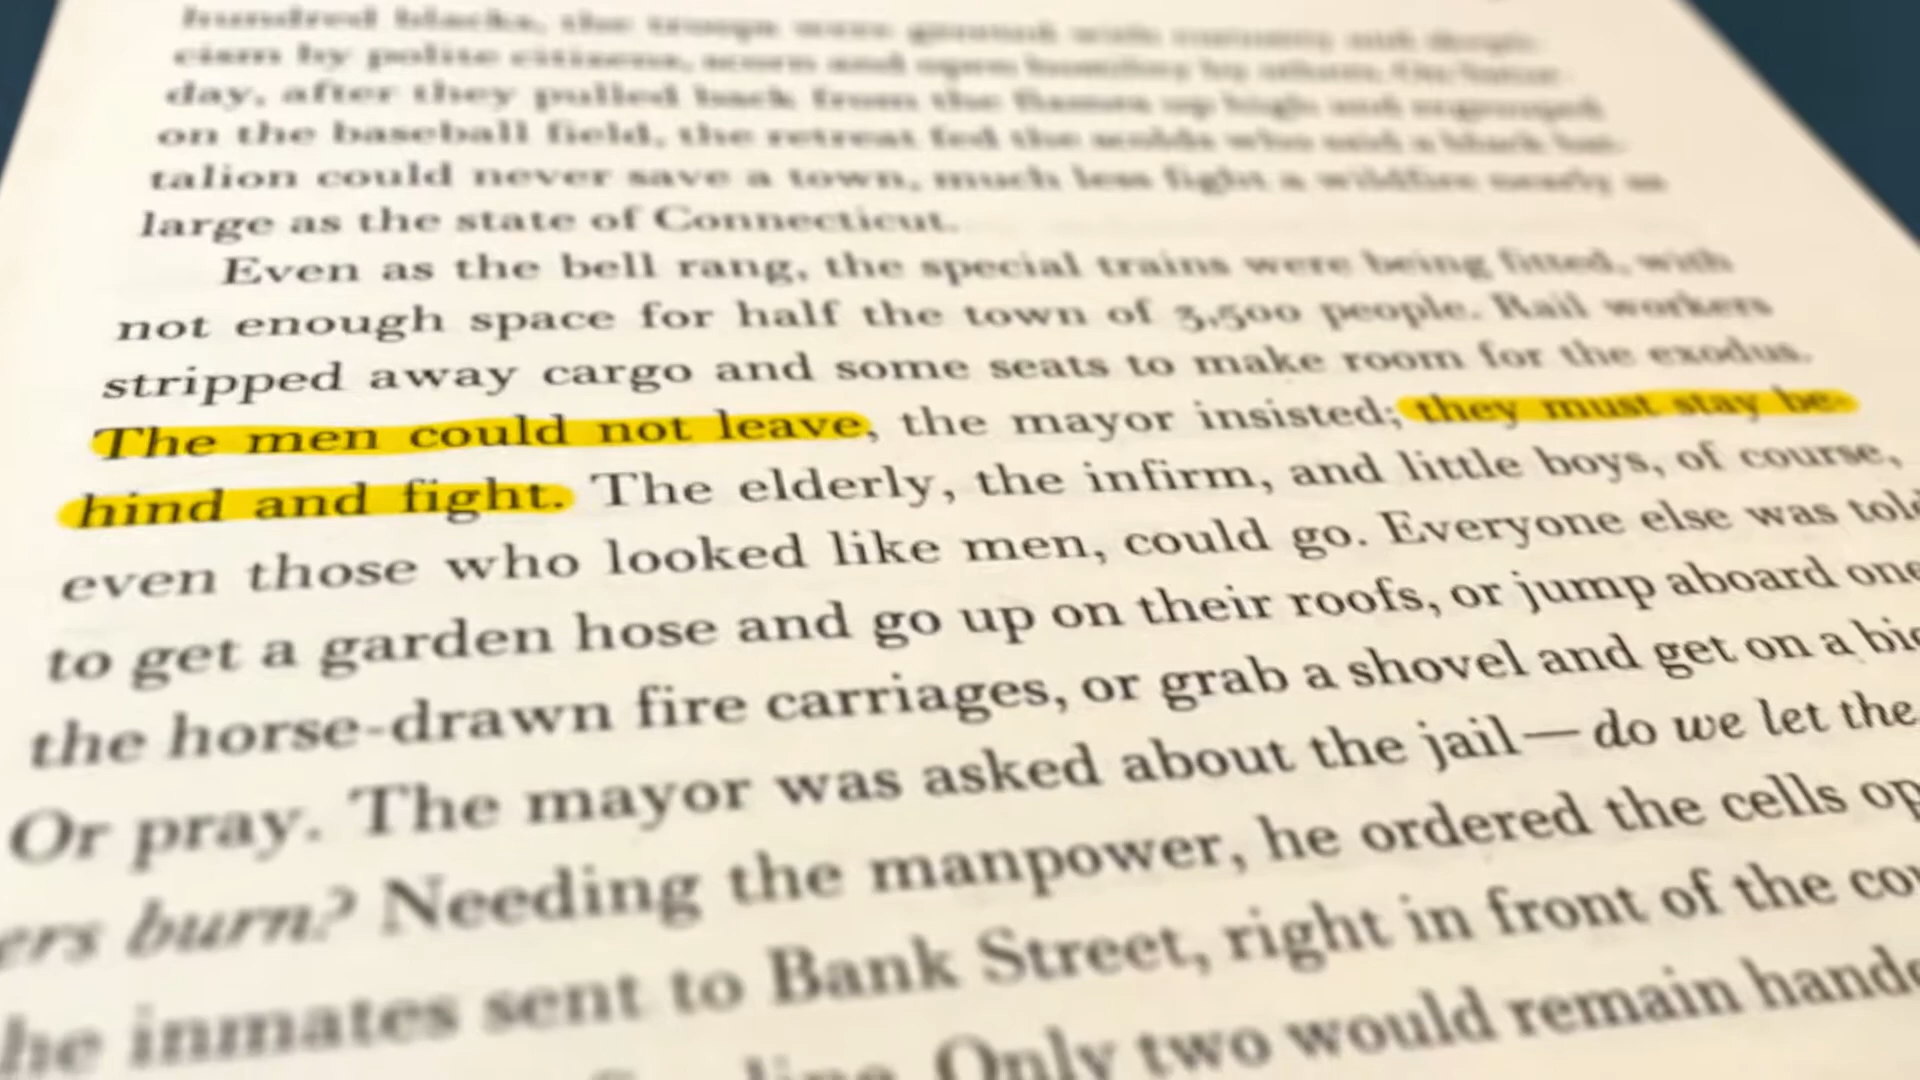 hundred blacks, the troops were greeted with curiosity and skepti-
cism by polite citizens, scorn and open hostility by others. On Satur-
day, after they pulled back from the flames up high and regrouped
on the baseball field, the retreat fed the scolds who said a black bat-
talion could never save a town, much less fight a wildfire nearly as
large as the state of Connecticut.
Even as the bell rang, the special trains were being fitted, with
not enough space for half the town of 3,500 people. Rail workers
stripped away cargo and some seats to make room for the exodus.
The men could not leave, the mayor insisted; they must stay be-
hind and fight. The elderly, the infirm, and little boys, of course,
even those who looked like men, could go. Everyone else was told
to get a garden hose and go up on their roofs, or jump aboard one
the horse-drawn fire carriages, or grab a shovel and get on a bic
Or pray. The mayor was asked about the jail—do we let the
ers burn? Needing the manpower, he ordered the cells op
he inmates sent to Bank Street, right in front of the cou
line. Only two would remain handc